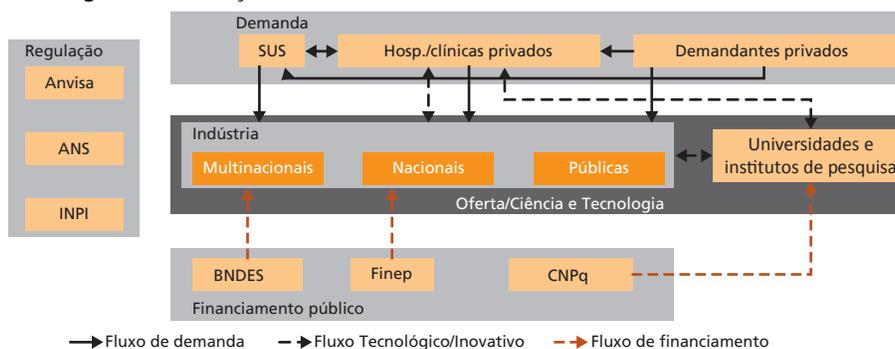 Demanda
Regulação
SUS
Hosp./clínicas privados
Demandantes privados
Anvisa
ANS
INPI
Indústria
Multinacionais
Nacionais
Públicas
Universidades e
institutos de pesquisa
Oferta/Ciência e Tecnologia
BNDES
Finep
CNPq
Financiamento público
Fluxo de demanda
Fluxo Tecnológico/Inovativo
Fluxo de financiamento